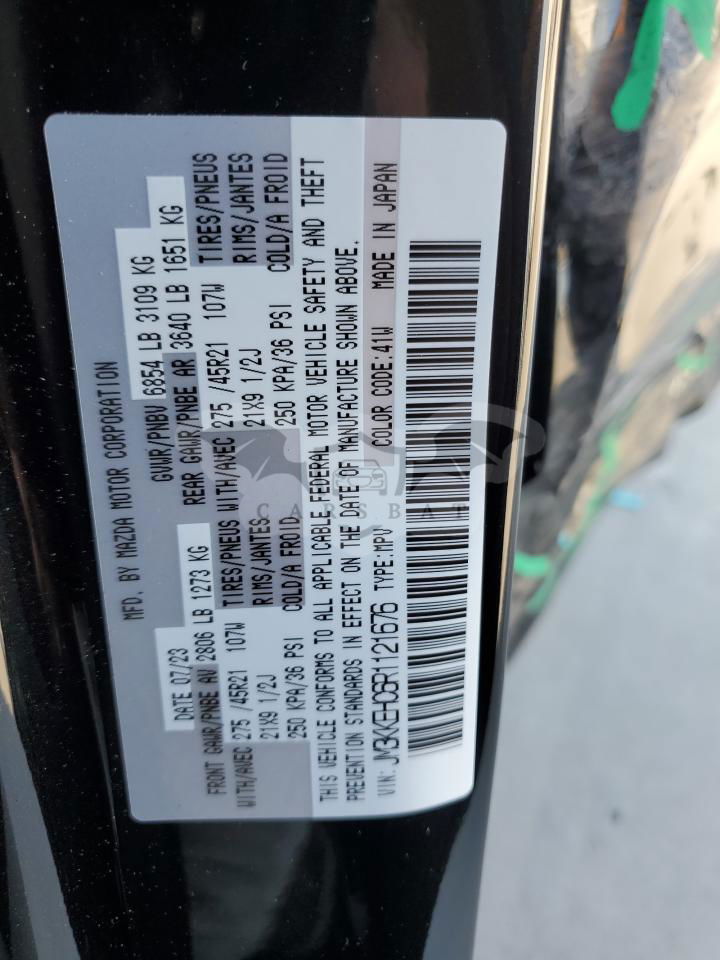 MFD. BY MAZDA MOTOR CORPORATION
DATE 07/23 GVWR/PNBV 6854 LB 3109 KG
FRONT GAWR/PNBE AV 2806 LB 1273 KG REAR GAWR/PNBE AR 3640 LB 1651 KG
WITH/AVEC 275 /45R21 107W TIRES/PNEUS WITH/AVEC 275 /45R21 107W TIRES/PNEUS
21X9 1/2J RIMS/JANTES 21X9 1/2J RIMS/JANTES
250 KPA/36 PSI COLD/A FROID 250 KPA/36 PSI COLD/A FROID
THIS VEHICLE CONFORMS TO ALL APPLICABLE FEDERAL MOTOR VEHICLE SAFETY AND THEFT
PREVENTION STANDARDS IN EFFECT ON THE DATE OF MANUFACTURE SHOWN ABOVE.
VIN: JM3KKEHC6R1121676 TYPE:MPV COLOR CODE:41W MADE IN JAPAN
CARSBAT